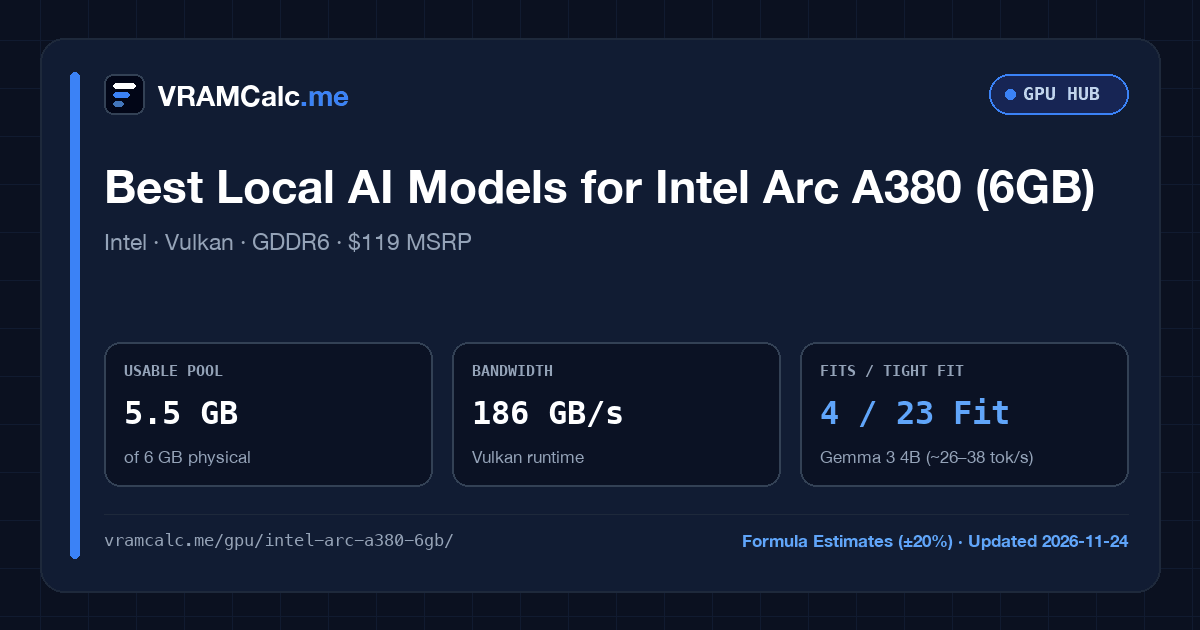 VRAMCalc.me
GPU HUB
Best Local AI Models for Intel Arc A380 (6GB)
Intel · Vulkan · GDDR6 · $119 MSRP
USABLE POOL
5.5 GB
of 6 GB physical
BANDWIDTH
186 GB/s
Vulkan runtime
FITS / TIGHT FIT
4 / 23 Fit
Gemma 3 4B (~26–38 tok/s)
vramcalc.me/gpu/intel-arc-a380-6gb/
Formula Estimates (±20%) · Updated 2026-11-24